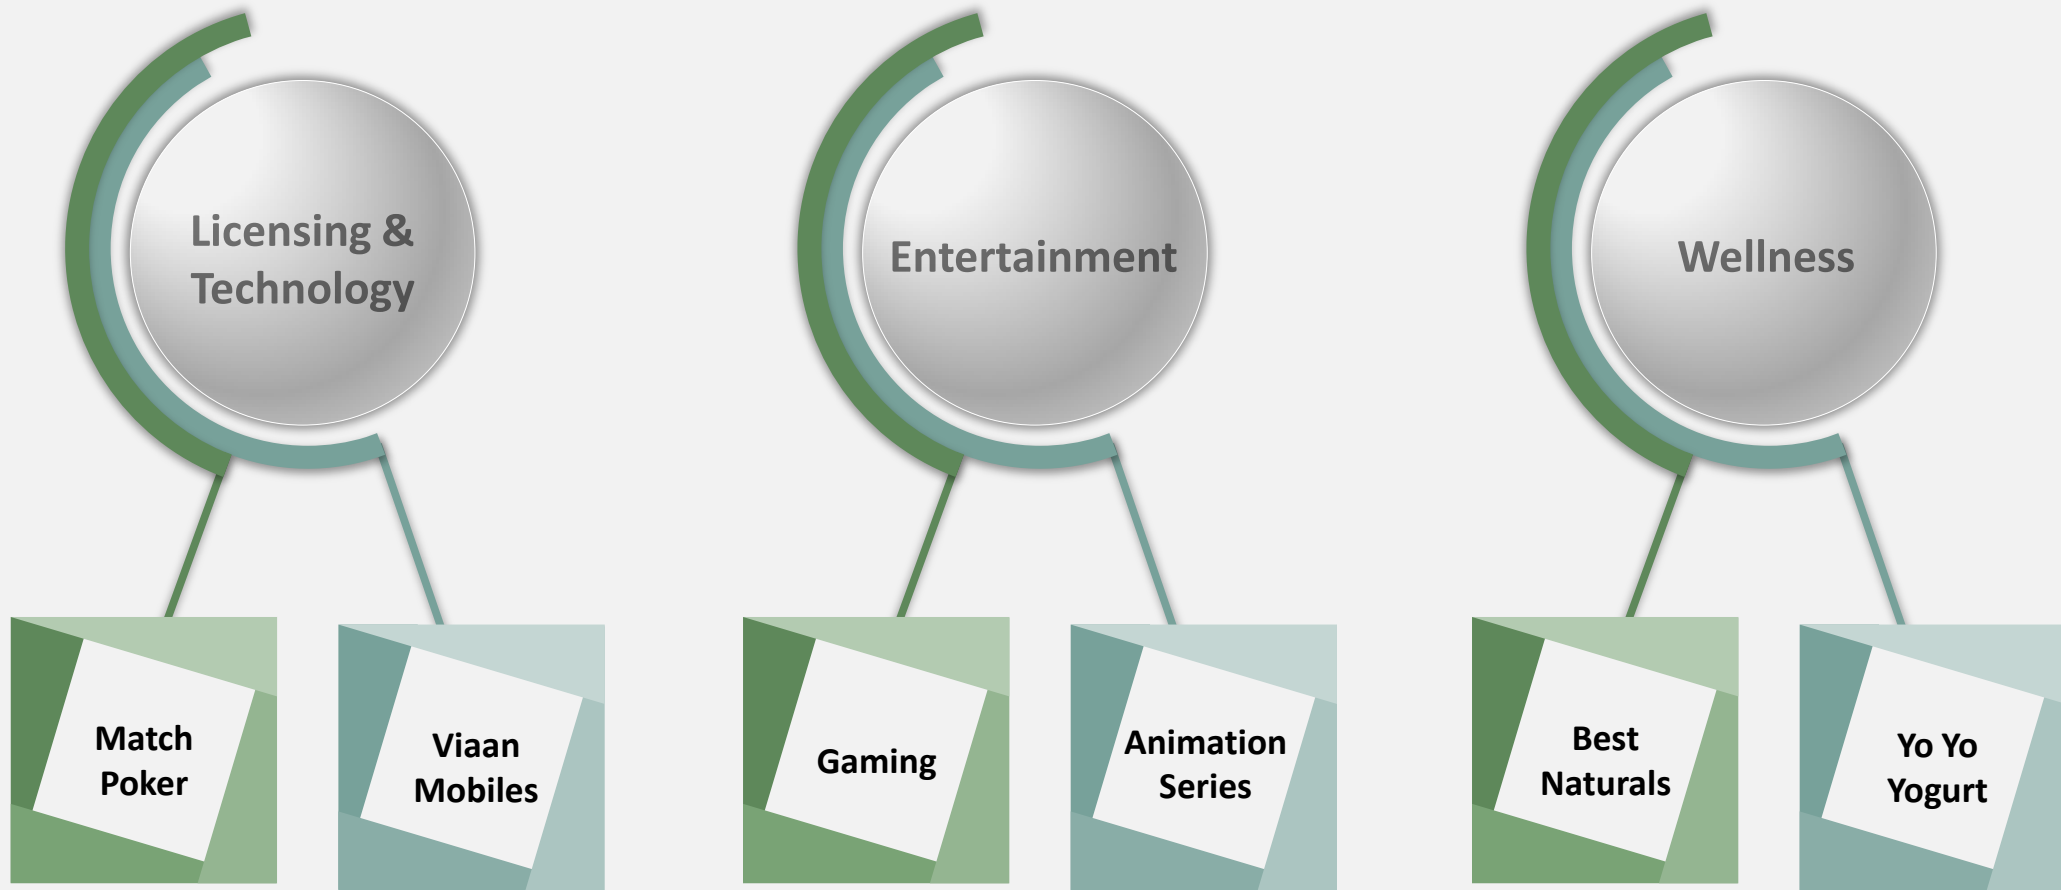 Licensing &
Technology
Entertainment
Wellness
Match
Poker
Viaan
Mobiles
Gaming
Animation
Series
Best
Naturals
Yo Yo
Yogurt